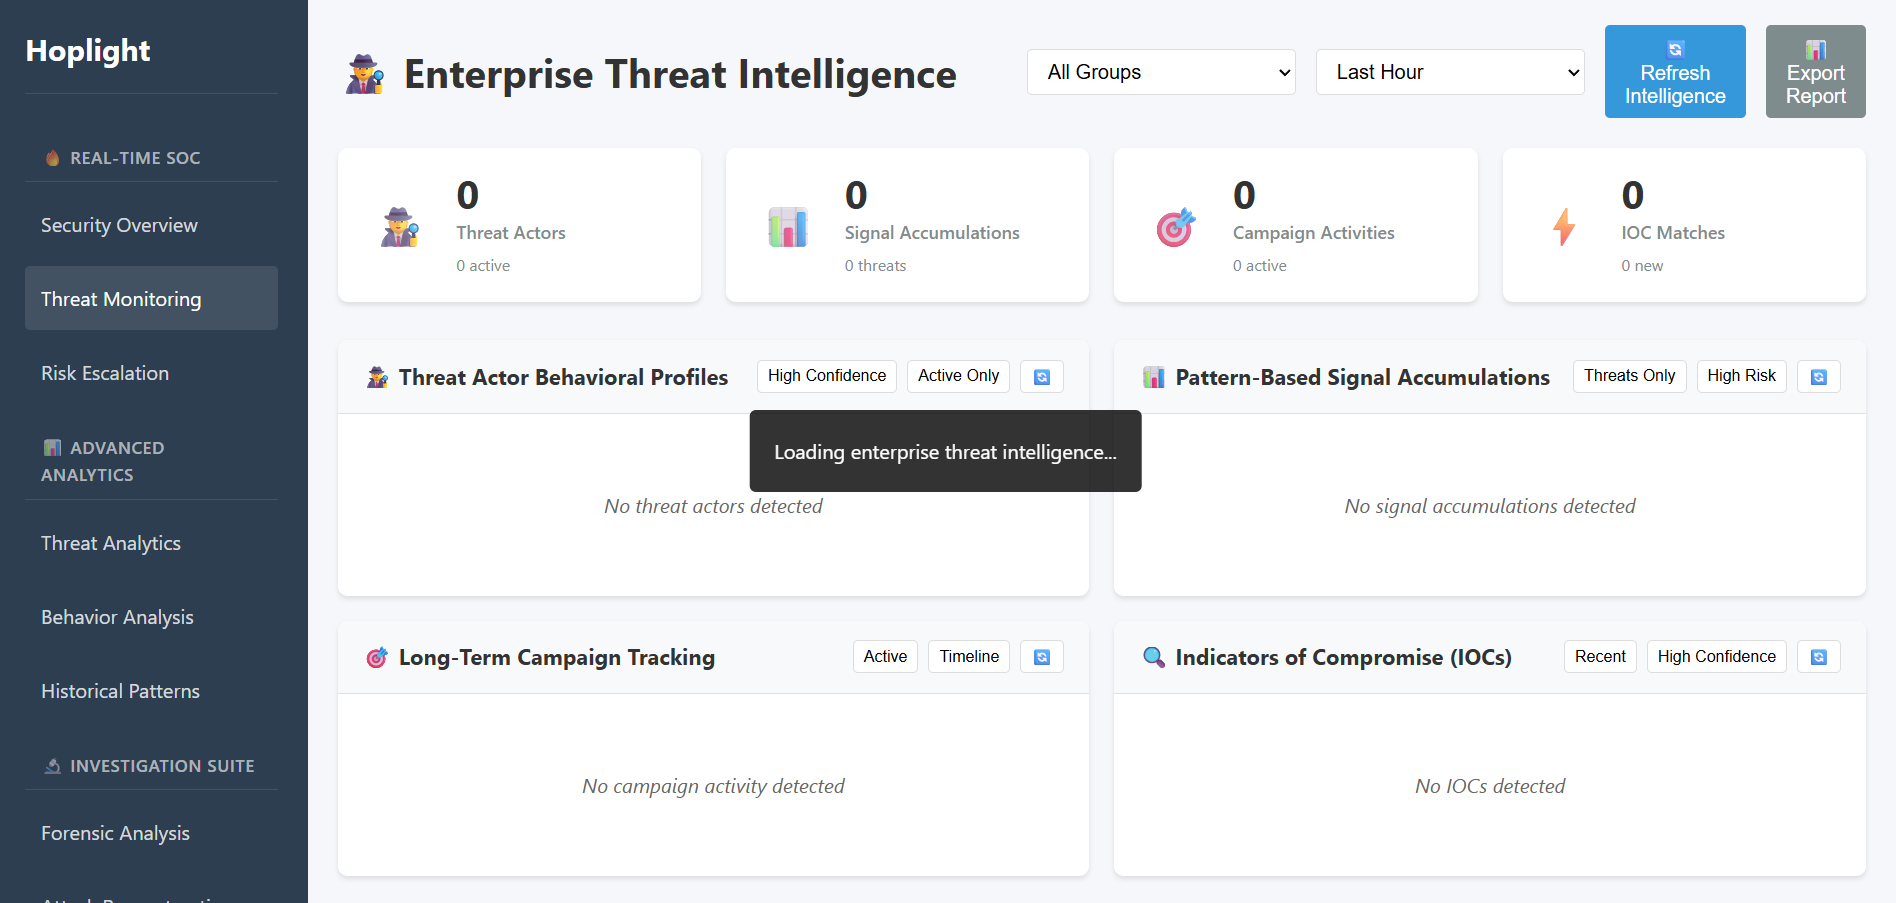 Hoplight
REAL-TIME SOC
Security Overview
Threat Monitoring
Risk Escalation
ADVANCED
ANALYTICS
Threat Analytics
Behavior Analysis
Historical Patterns
INVESTIGATION SUITE
Forensic Analysis
Enterprise Threat Intelligence
All Groups
Last Hour
Refresh
Intelligence
Export
Report
0
Threat Actors
0 active
0
Signal Accumulations
0 threats
0
Campaign Activities
0 active
0
IOC Matches
0 new
Threat Actor Behavioral Profiles
High Confidence
Active Only
No threat actors detected
Pattern-Based Signal Accumulations
Threats Only
High Risk
No signal accumulations detected
Loading enterprise threat intelligence...
Long-Term Campaign Tracking
Active
Timeline
No campaign activity detected
Indicators of Compromise (IOCs)
Recent
High Confidence
No IOCs detected